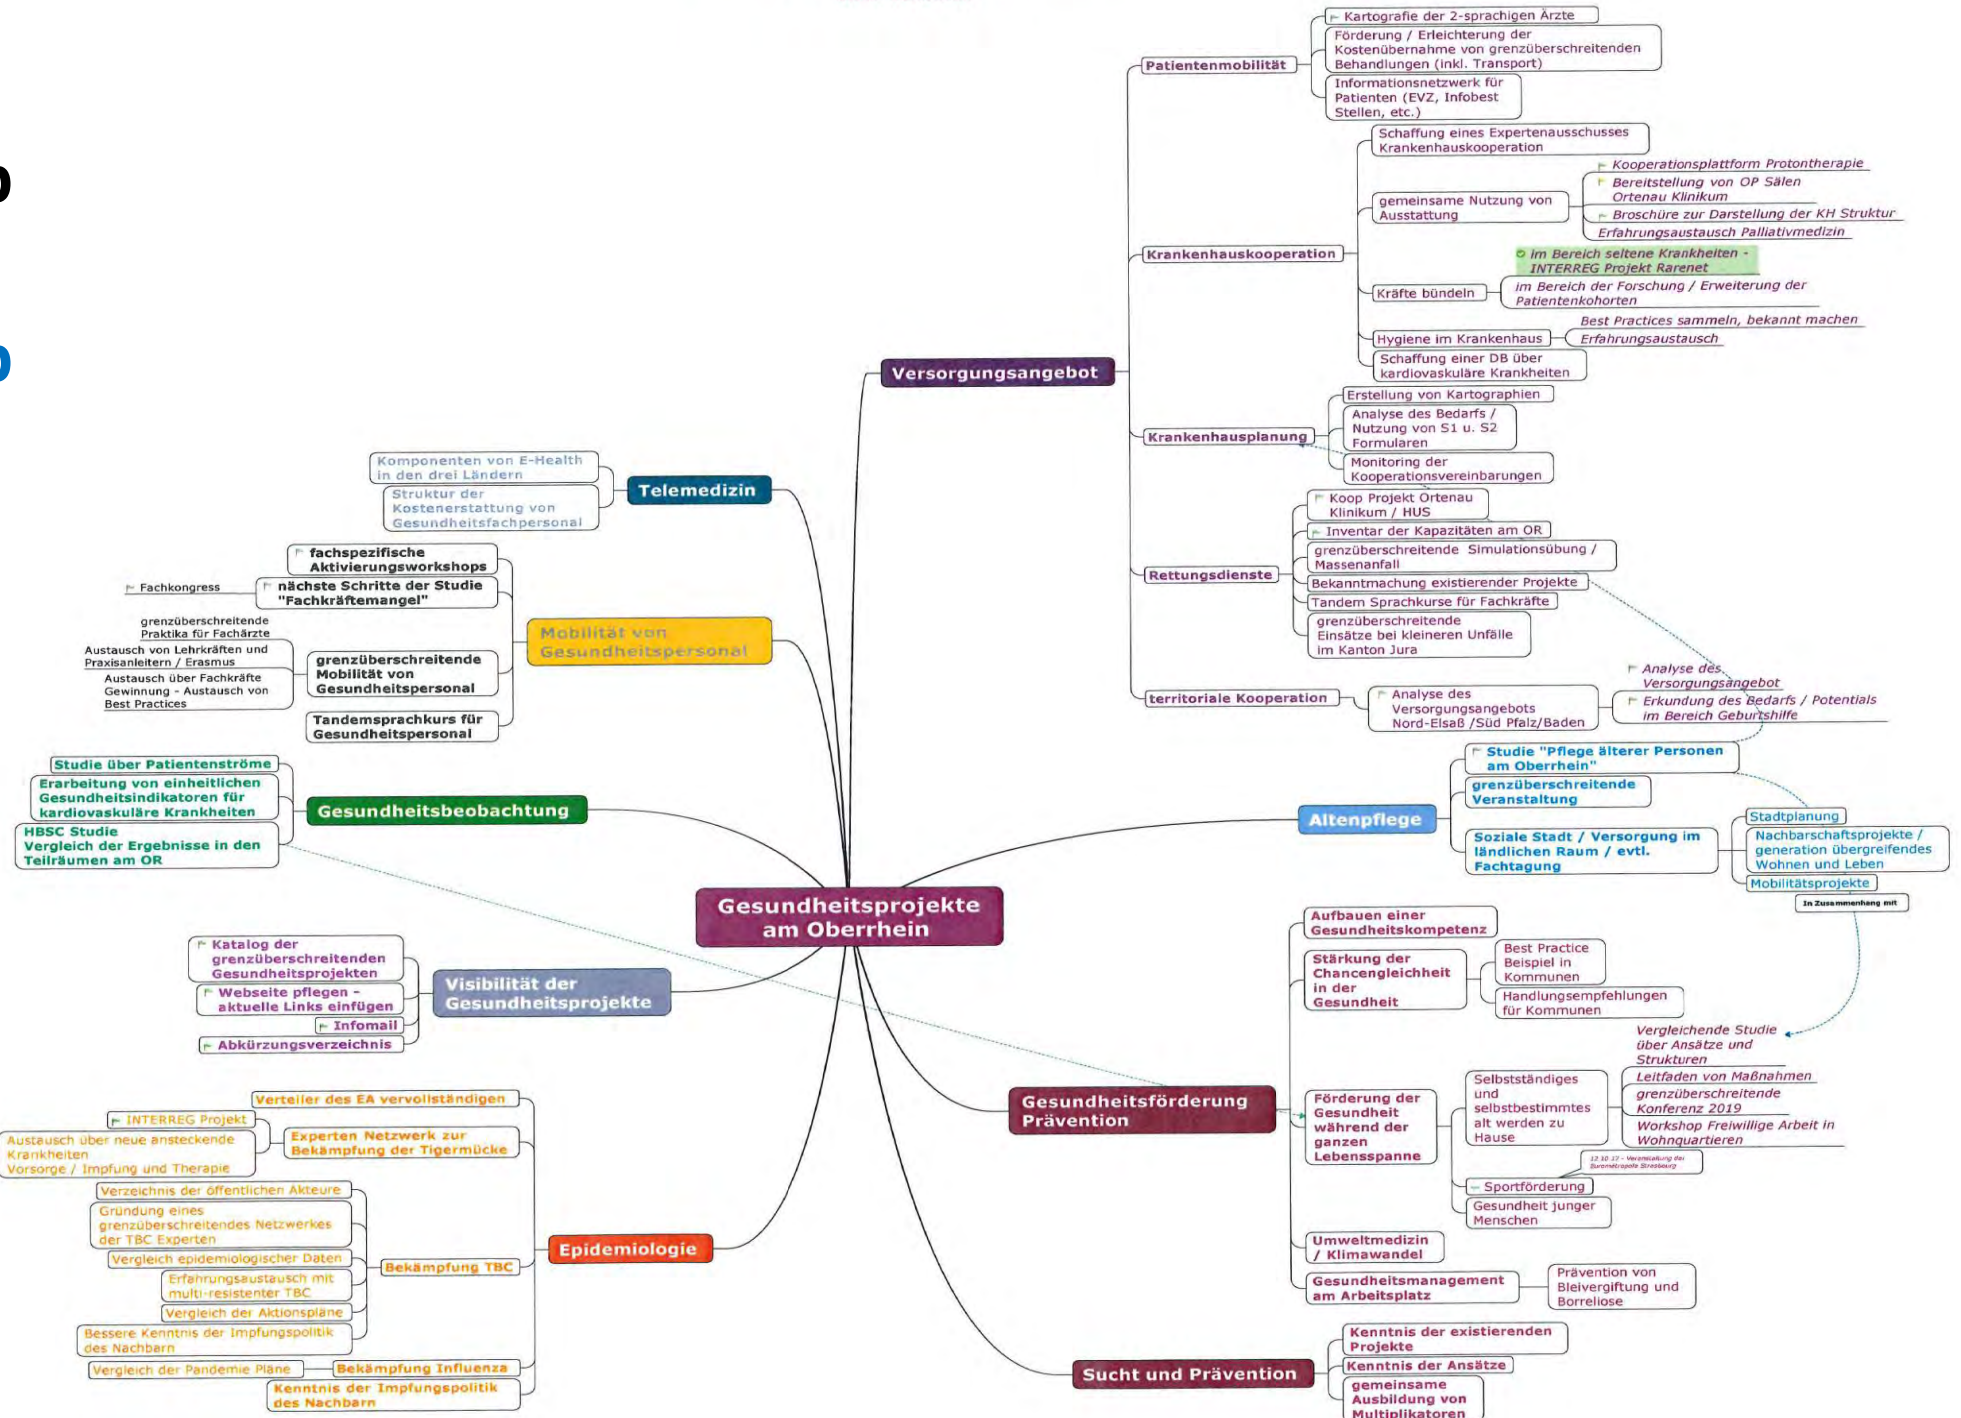 Kartografie der 2-sprachigen Ärzte
Förderung / Erleichterung der
Kostenübernahme von grenzüberschreitenden
Behandlungen (inkl. Transport)
Patientenmobilität
Informationsnetzwerk für
Patienten (EVZ, Infobest
Stellen, etc.)
Schaffung eines Expertenausschusses
Krankenhauskooperation
Kooperationsplattform Protontherapie
Bereitstellung von OP Sälen
Ortenau Klinikum
gemeinsame Nutzung von
Ausstattung
Broschüre zur Darstellung der KH Struktur
Erfahrungsaustausch Palliativmedizin
Krankenhauskooperation
Im Bereich seltene Krankheiten -
INTERREG Projekt Rarenet
Kräfte bündeln
im Bereich der Forschung / Erweiterung der
Patientenkohorten
Best Practices sammeln, bekannt machen
Hygiene im Krankenhaus
Erfahrungsaustausch
Schaffung einer DB über
kardiovaskuläre Krankheiten
Versorgungsangebot
Erstellung von Kartographien
Analyse des Bedarfs /
Nutzung von S1 u. S2
Formularen
Krankenhausplanung
Monitoring der
Kooperationsvereinbarungen
Koop Projekt Ortenau
Klinikum / HUS
Inventar der Kapazitäten am OR
grenzüberschreitende Simulationsübung /
Massenanfall
Rettungsdienste
Bekanntmachung existierender Projekte
Tandem Sprachkurse für Fachkräfte
grenzüberschreitende
Einsätze bei kleineren Unfälle
im Kanton Jura
territoriale Kooperation
Analyse des
Versorgungsangebots
Nord-Elsaß /Süd Pfalz/Baden
Analyse des
Versorgungsangebot
Erkundung des Bedarfs / Potentials
im Bereich Geburtshilfe
Komponenten von E-Health
in den drei Ländern
Struktur der
Kostenerstattung von
Gesundheitsfachpersonal
Telemedizin
fachspezifische
Aktivierungsworkshops
Fachkongress
nächste Schritte der Studie
"Fachkräftemangel"
grenzüberschreitende
Praktika für Fachärzte
Austausch von Lehrkräften und
Praxisanleitern / Erasmus
Austausch über Fachkräfte
Gewinnung - Austausch von
Best Practices
grenzüberschreitende
Mobilität von
Gesundheitspersonal
Tandemsprachkurs für
Gesundheitspersonal
Mobilität von
Gesundheitspersonal
Studie über Patientenströme
Erarbeitung von einheitlichen
Gesundheitsindikatoren für
kardiovaskuläre Krankheiten
HBSC Studie
Vergleich der Ergebnisse in den
Teilräumen am OR
Gesundheitsbeobachtung
Studie "Pflege älterer Personen
am Oberrhein"
grenzüberschreitende
Veranstaltung
Altenpflege
Soziale Stadt / Versorgung im
ländlichen Raum / evtl.
Fachtagung
Stadtplanung
Nachbarschaftsprojekte /
generation übergreifendes
Wohnen und Leben
Mobilitätsprojekte
In Zusammenhang mit
Gesundheitsprojekte
am Oberrhein
Katalog der
grenzüberschreitenden
Gesundheitsprojekten
Webseite pflegen -
aktuelle Links einfügen
Infomail
Abkürzungsverzeichnis
Visibilität der
Gesundheitsprojekte
Aufbauen einer
Gesundheitskompetenz
Stärkung der
Chancengleichheit
in der
Gesundheit
Best Practice
Beispiel in
Kommunen
Handlungsempfehlungen
für Kommunen
Gesundheitsförderung
Prävention
Förderung der
Gesundheit
während der
ganzen
Lebensspanne
Selbstständiges
und
selbstbestimmtes
alt werden zu
Hause
Vergleichende Studie
über Ansätze und
Strukturen
Leitfaden von Maßnahmen
grenzüberschreitende
Konferenz 2019
Workshop Freiwillige Arbeit in
Wohnquartieren
12.10.17 - Veranstaltung der
Eurométropole Strasbourg
Sportförderung
Gesundheit junger
Menschen
Umweltmedizin
/ Klimawandel
Gesundheitsmanagement
am Arbeitsplatz
Prävention von
Bleivergiftung und
Borreliose
Verteiler des EA vervollständigen
INTERREG Projekt
Austausch über neue ansteckende
Krankheiten
Vorsorge / Impfung und Therapie
Experten Netzwerk zur
Bekämpfung der Tigermücke
Verzeichnis der öffentlichen Akteure
Gründung eines
grenzüberschreitendes Netzwerkes
der TBC Experten
Vergleich epidemiologischer Daten
Erfahrungsaustausch mit
multi-resistenter TBC
Vergleich der Aktionspläne
Bessere Kenntnis der Impfungspolitik
des Nachbarn
Bekämpfung TBC
Epidemiologie
Vergleich der Pandemie Pläne
Bekämpfung Influenza
Kenntnis der Impfungspolitik
des Nachbarn
Sucht und Prävention
Kenntnis der existierenden
Projekte
Kenntnis der Ansätze
gemeinsame
Ausbildung von
Multiplikatoren